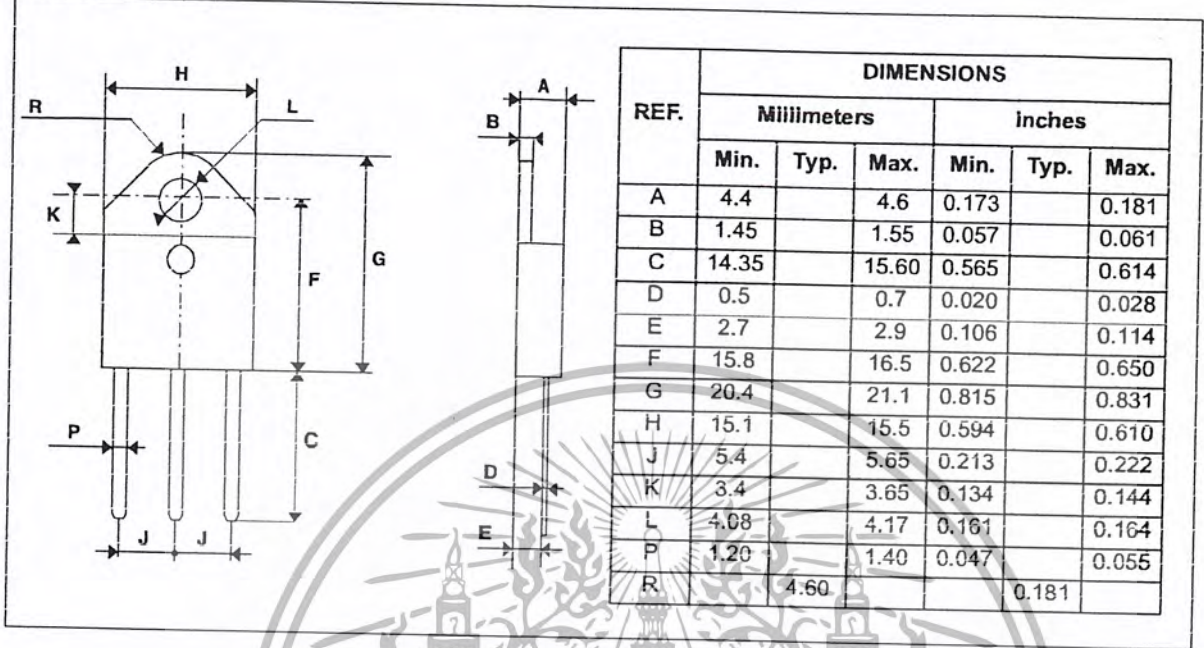 H
R
L
K
F
G
P
C
J J
A
B
D
E
DIMENSIONS
REF. Millimeters inches
Min. Typ. Max. Min. Typ. Max.
A 4.4 4.6 0.173 0.181
B 1.45 1.55 0.057 0.061
C 14.35 15.60 0.565 0.614
D 0.5 0.7 0.020 0.028
E 2.7 2.9 0.106 0.114
F 15.8 16.5 0.622 0.650
G 20.4 21.1 0.815 0.831
H 15.1 15.5 0.594 0.610
J 5.4 5.65 0.213 0.222
K 3.4 3.65 0.134 0.144
L 4.08 4.17 0.161 0.164
P 1.20 1.40 0.047 0.055
R 4.60 0.181